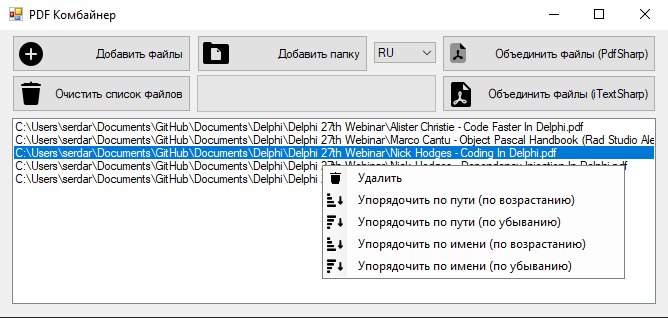 PDF Комбайнер
Добавить файлы
Добавить папку
RU
Объединить файлы (PdfSharp)
Очистить список файлов
Объединить файлы (iTextSharp)
C:\Users\serdar\Documents\GitHub\Documents\Delphi\Delphi 27th Webinar\Alister Christie - Code Faster In Delphi.pdf
C:\Users\serdar\Documents\GitHub\Documents\Delphi\Delphi 27th Webinar\Marco Cantu - Object Pascal Handbook (Rad Studio Ale
C:\Users\serdar\Documents\GitHub\Documents\Delphi\Delphi 27th Webinar\Nick Hodges - Coding In Delphi.pdf
C:\Users\serdar\Documents\GitHub\Documents\Delphi\Delphi 27th Webinar\Nick Hodges - Dependency Injection In Delphi.pdf
C:\Users\serdar\Documents\GitHub\Documents\Delphi\Delphi
Удалить
Упорядочить по пути (по возрастанию)
Упорядочить по пути (по убыванию)
Упорядочить по имени (по возрастанию)
Упорядочить по имени (по убыванию)